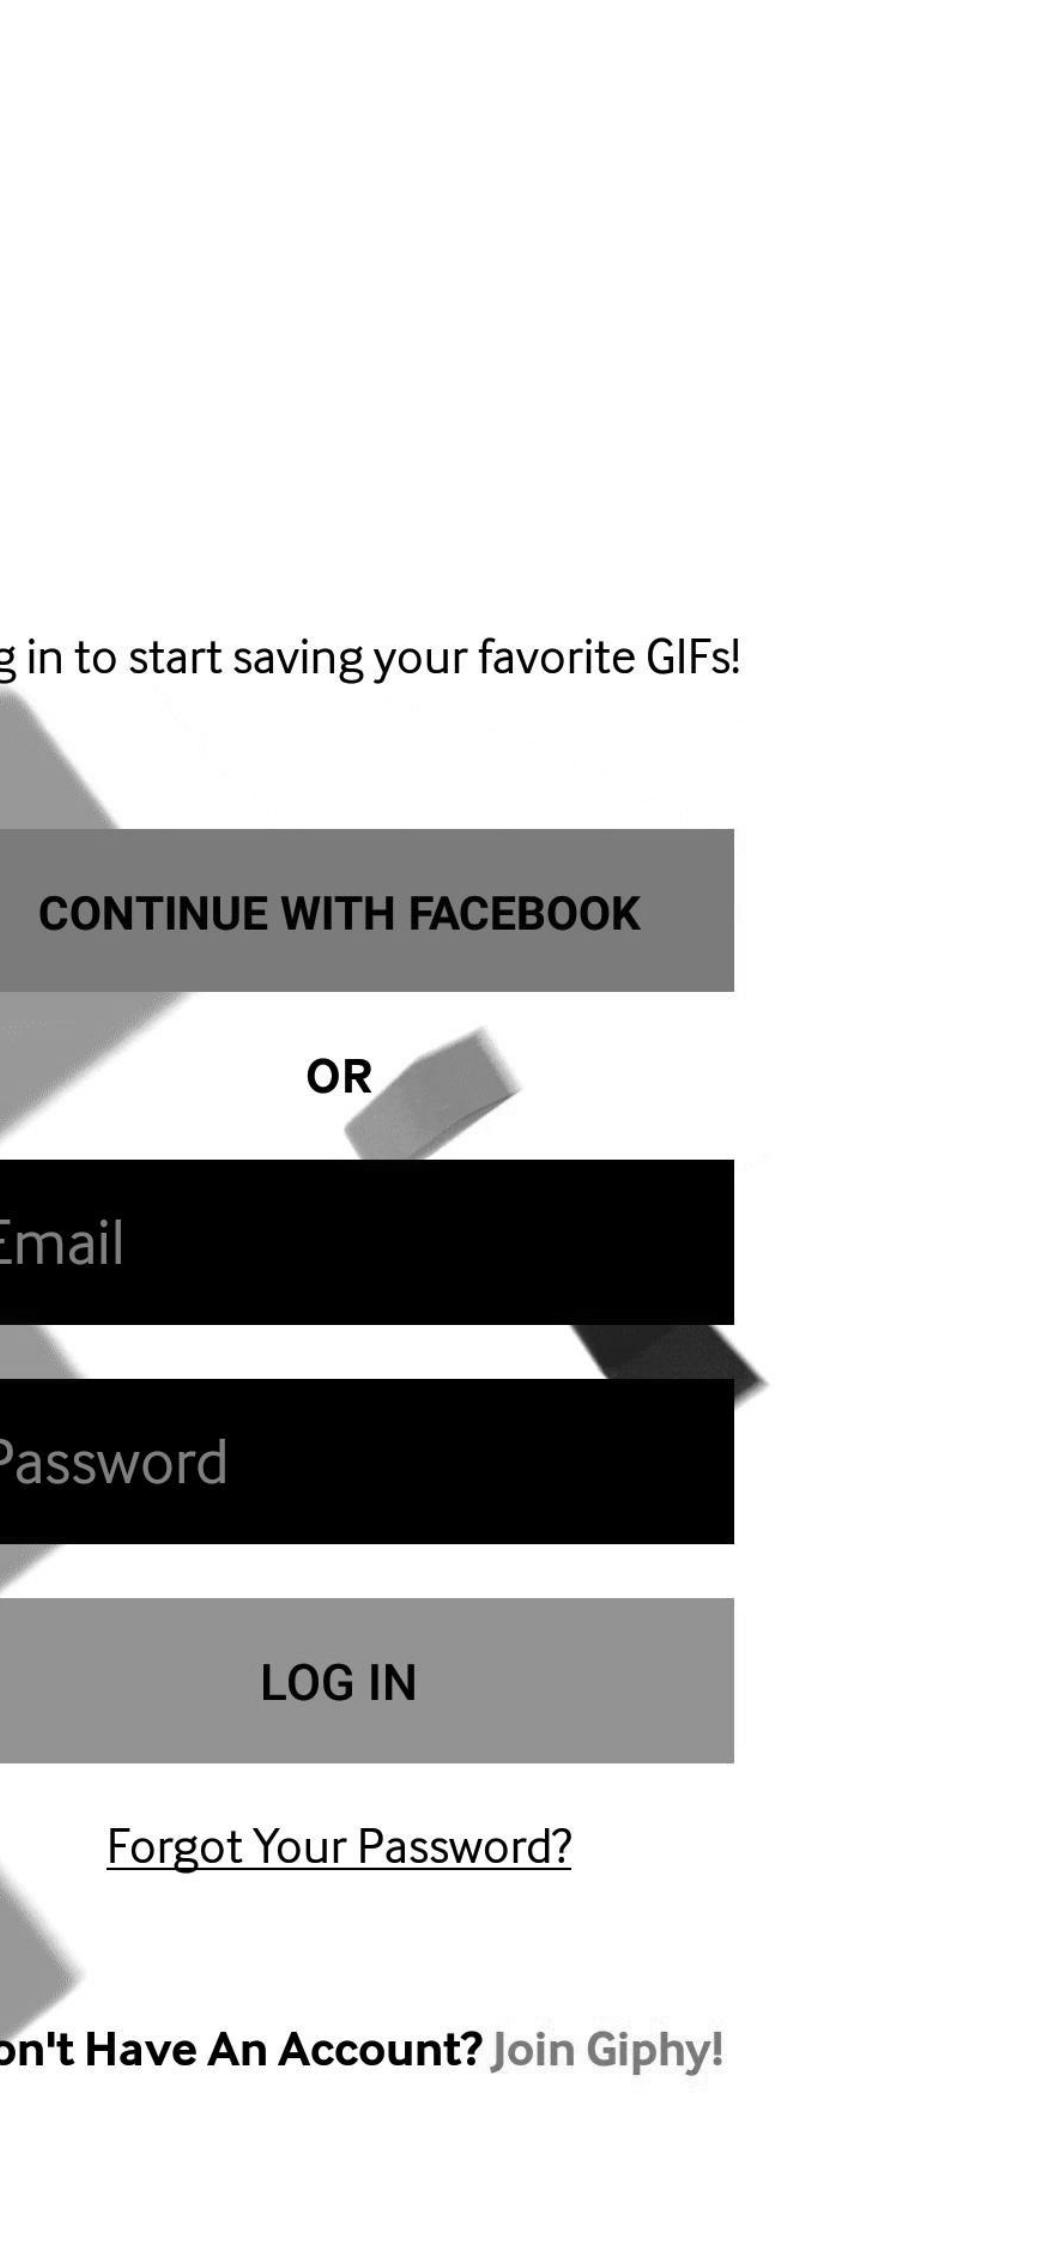 g in to start saving your favorite GIFs!
CONTINUE WITH FACEBOOK
OR
Email
Password
LOG IN
Forgot Your Password?
on't Have An Account? Join Giphy!